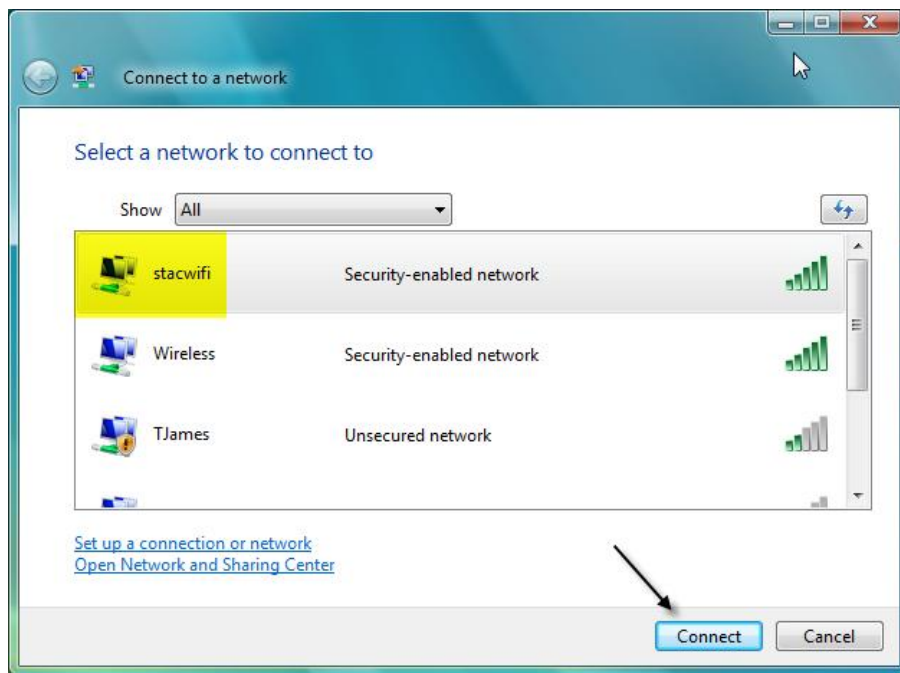 Connect to a network
Select a network to connect to
Show All
stacwifi Security-enabled network
Wireless Security-enabled network
TJames Unsecured network
Set up a connection or network
Open Network and Sharing Center
Connect Cancel